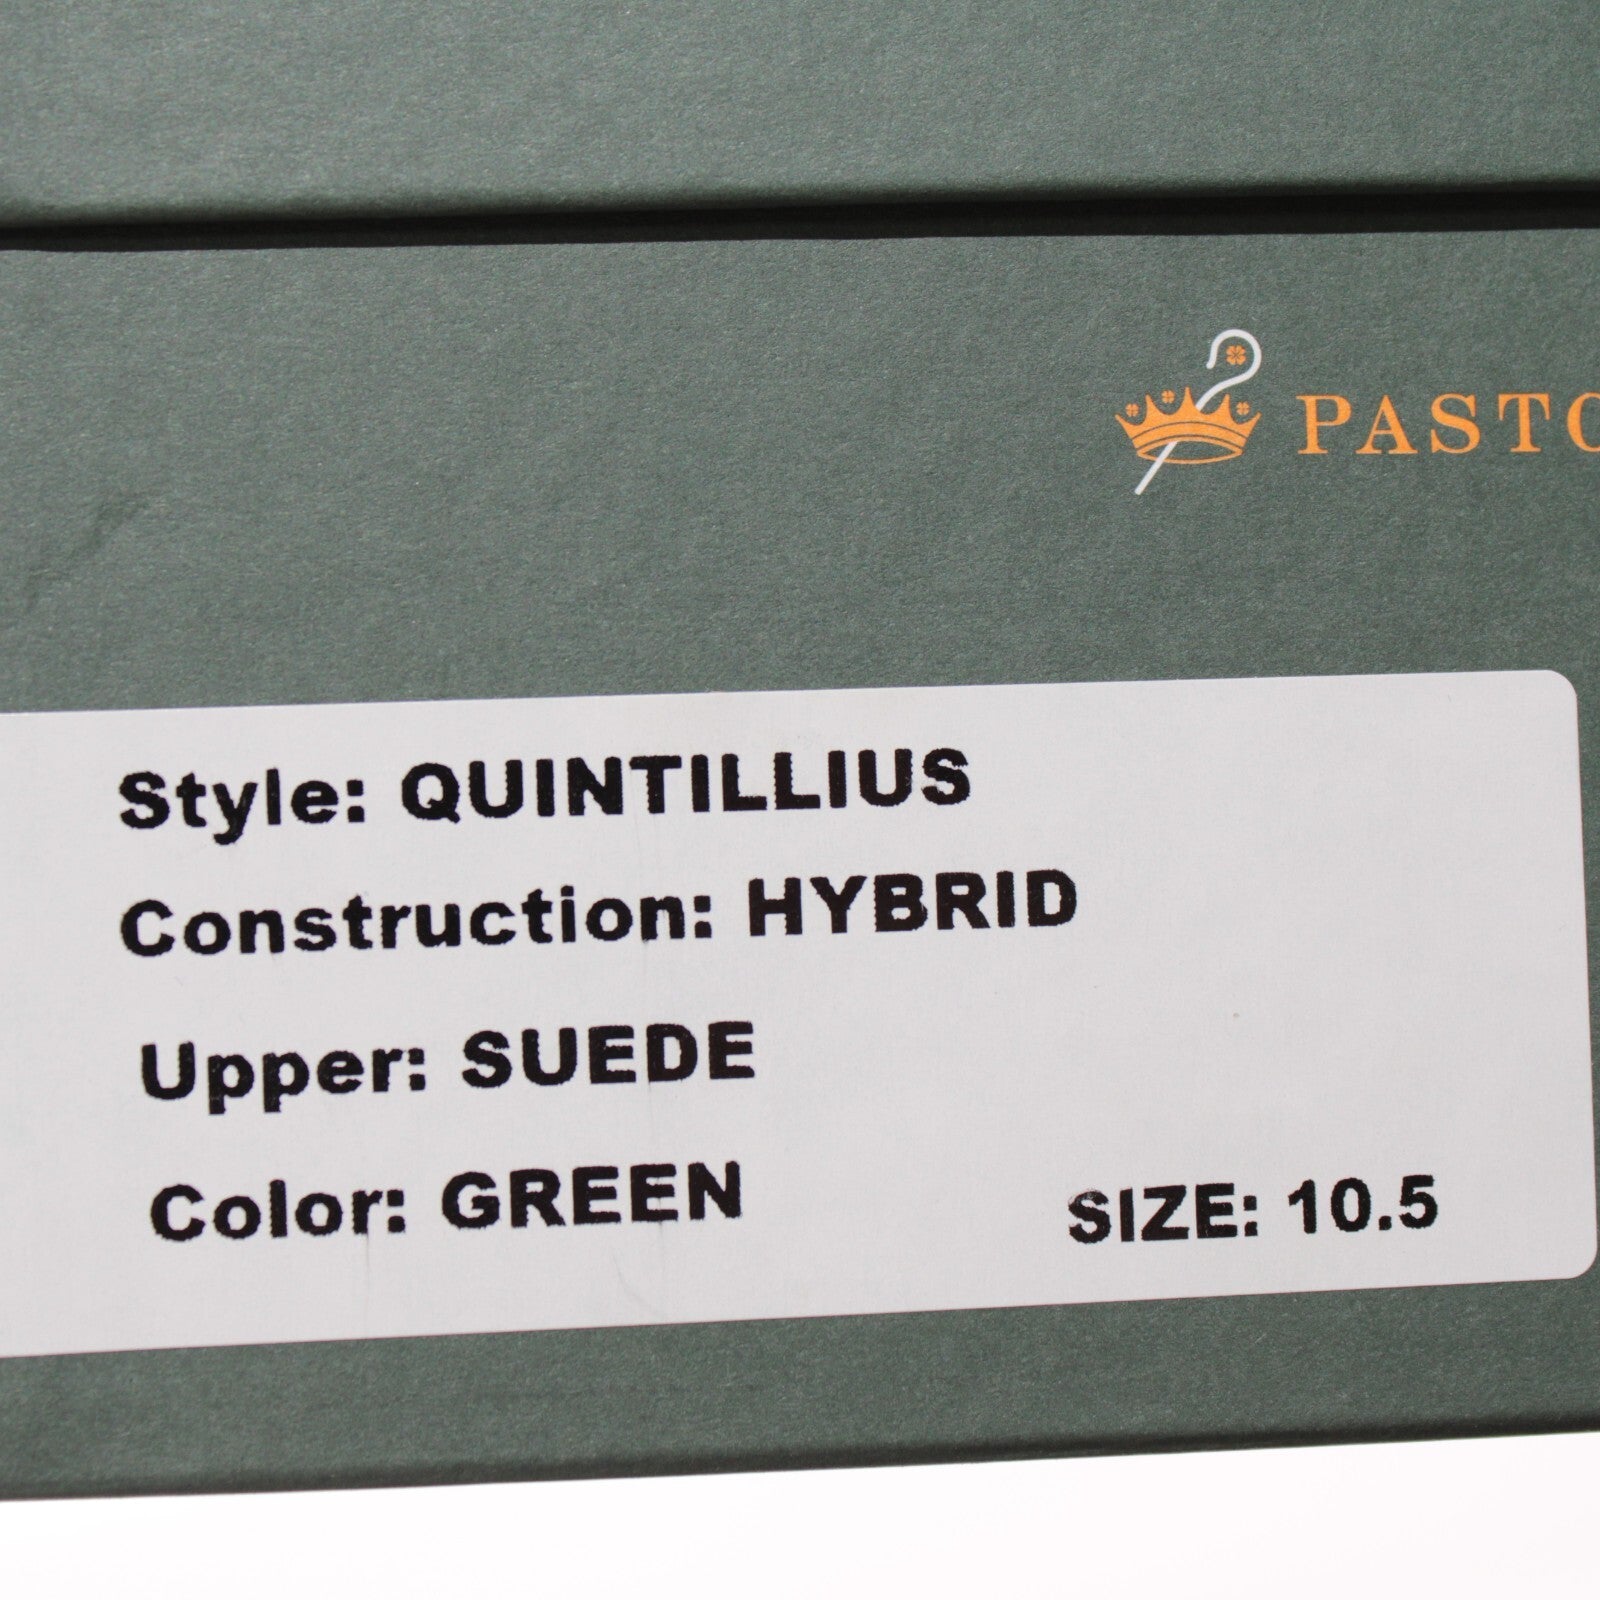 PASTO
Style: QUINTILLIUS
Construction: HYBRID
Upper: SUEDE
Color: GREEN
SIZE: 10.5